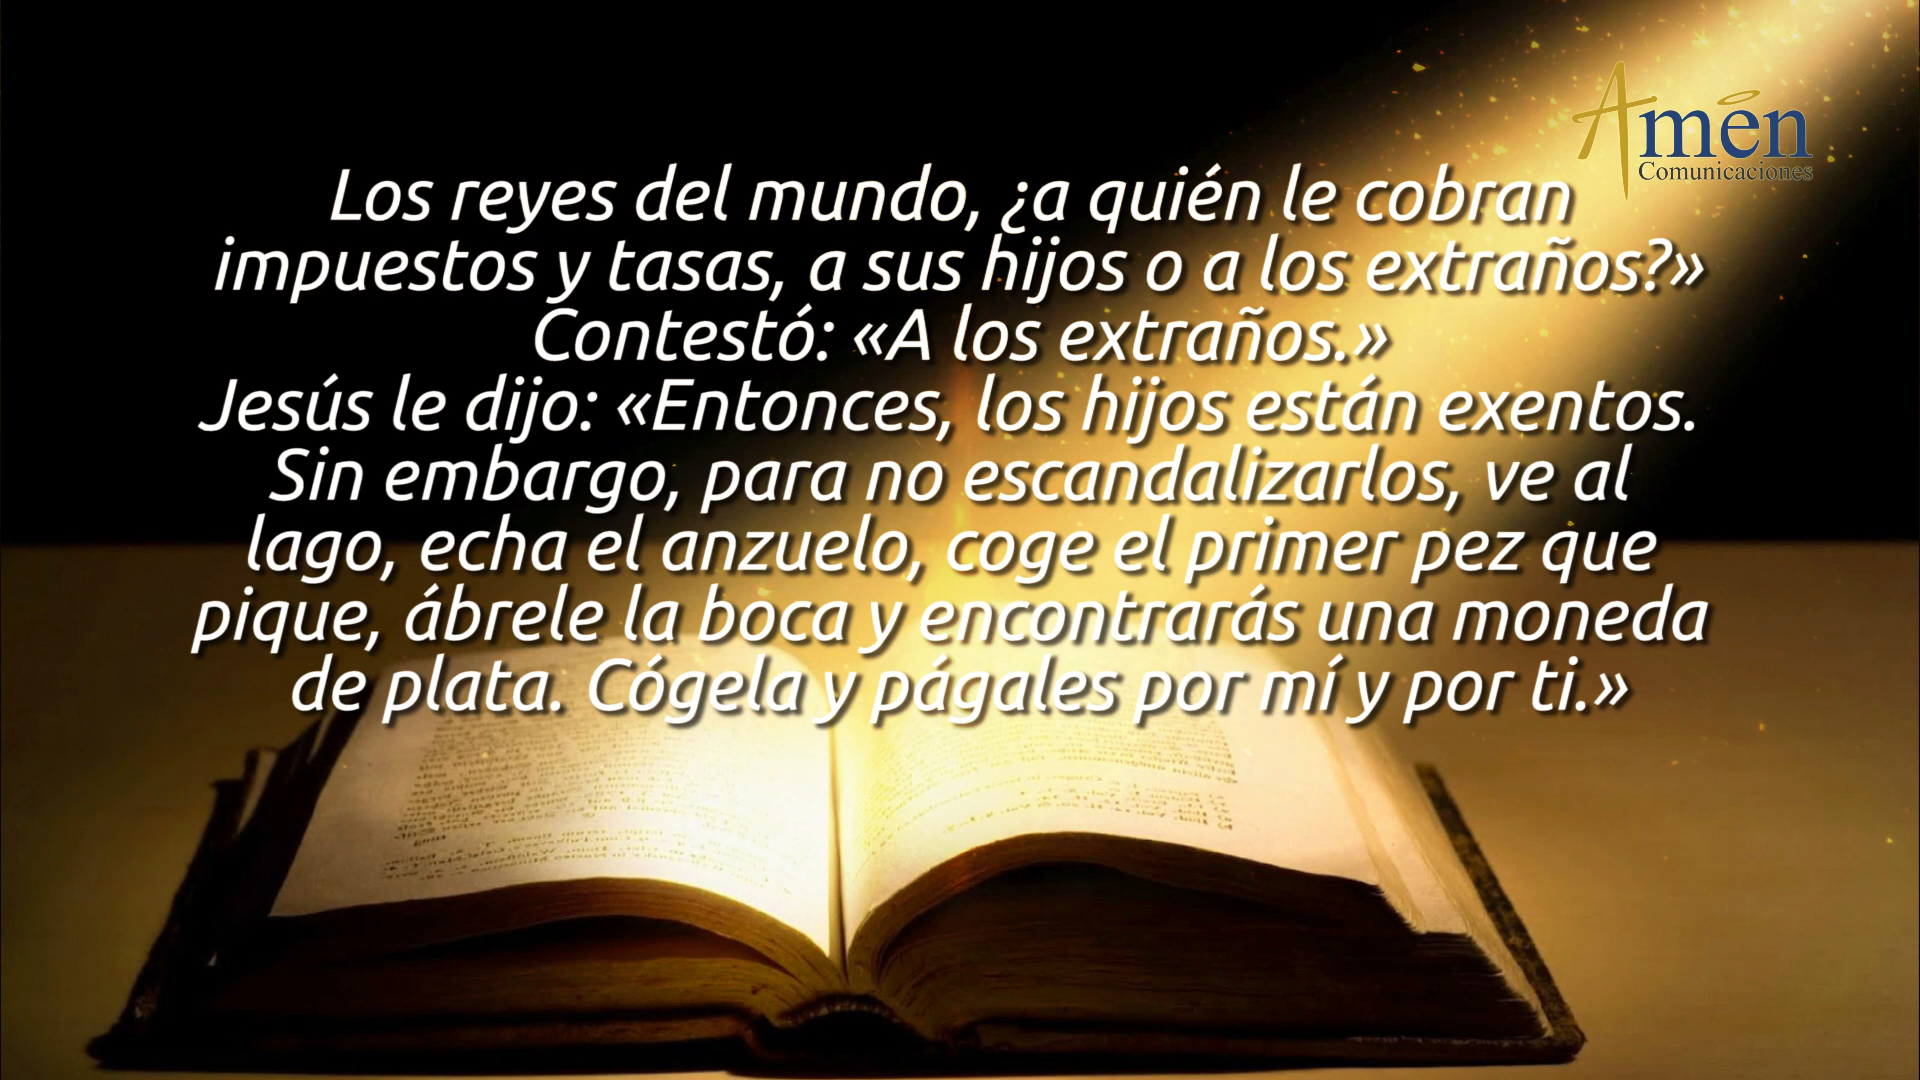 Amén
Comunicaciones
Los reyes del mundo, ¿a quién le cobran
impuestos y tasas, a sus hijos o a los extraños?»
Contestó: «A los extraños.»
Jesús le dijo: «Entonces, los hijos están exentos.
Sin embargo, para no escandalizarlos, ve al
lago, echa el anzuelo, coge el primer pez que
pique, ábrele la boca y encontrarás una moneda
de plata. Cógela y págales por mí y por ti.»